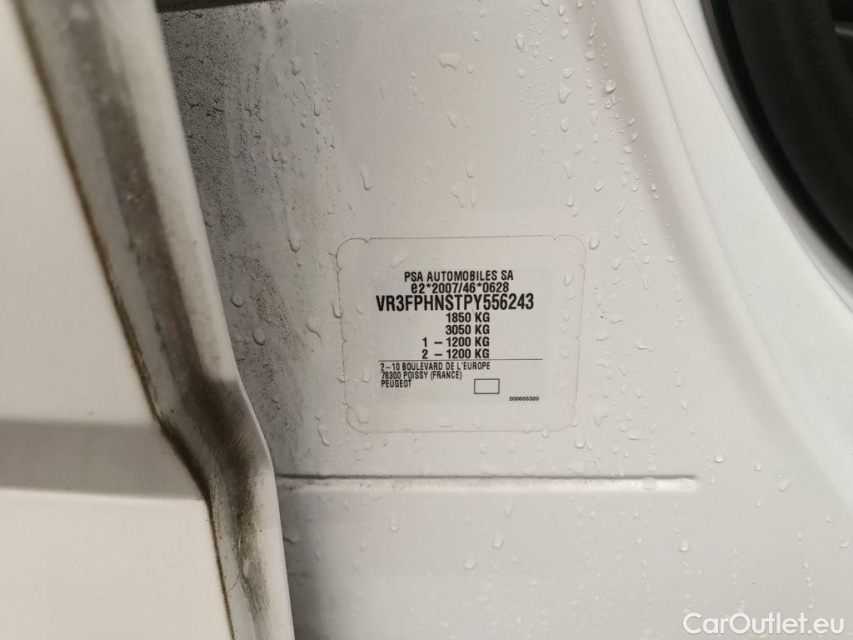 PSA AUTOMOBILES SA
e2*2007/46*0628
VR3FPHNSTPY556243
1850 KG
3050 KG
1 – 1200 KG
2 – 1200 KG
2-10 BOULEVARD DE L'EUROPE
78300 POISSY (FRANCE)
PEUGEOT
200655320
CarOutlet.eu